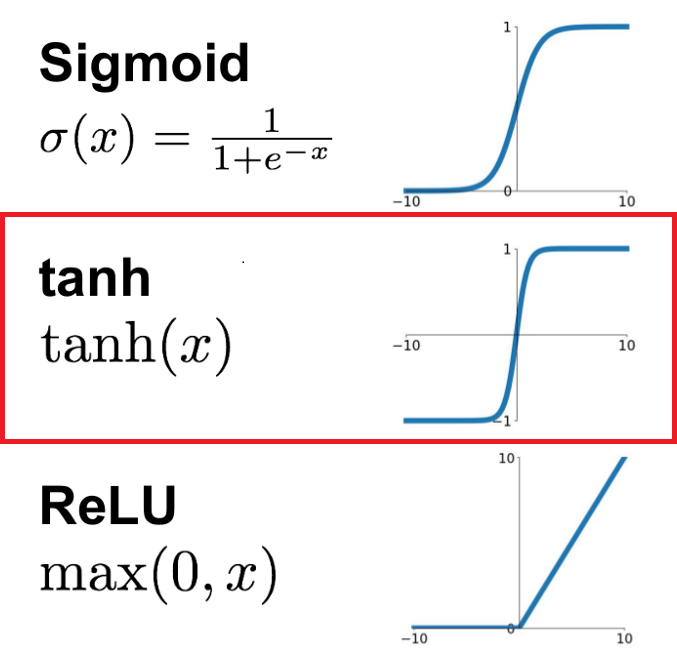 Sigmoid
σ(x) = 1/(1+e^{-x})
1
0
−10
10
tanh
tanh(x)
1
−10
10
−1
ReLU
max(0, x)
10
0
−10
10